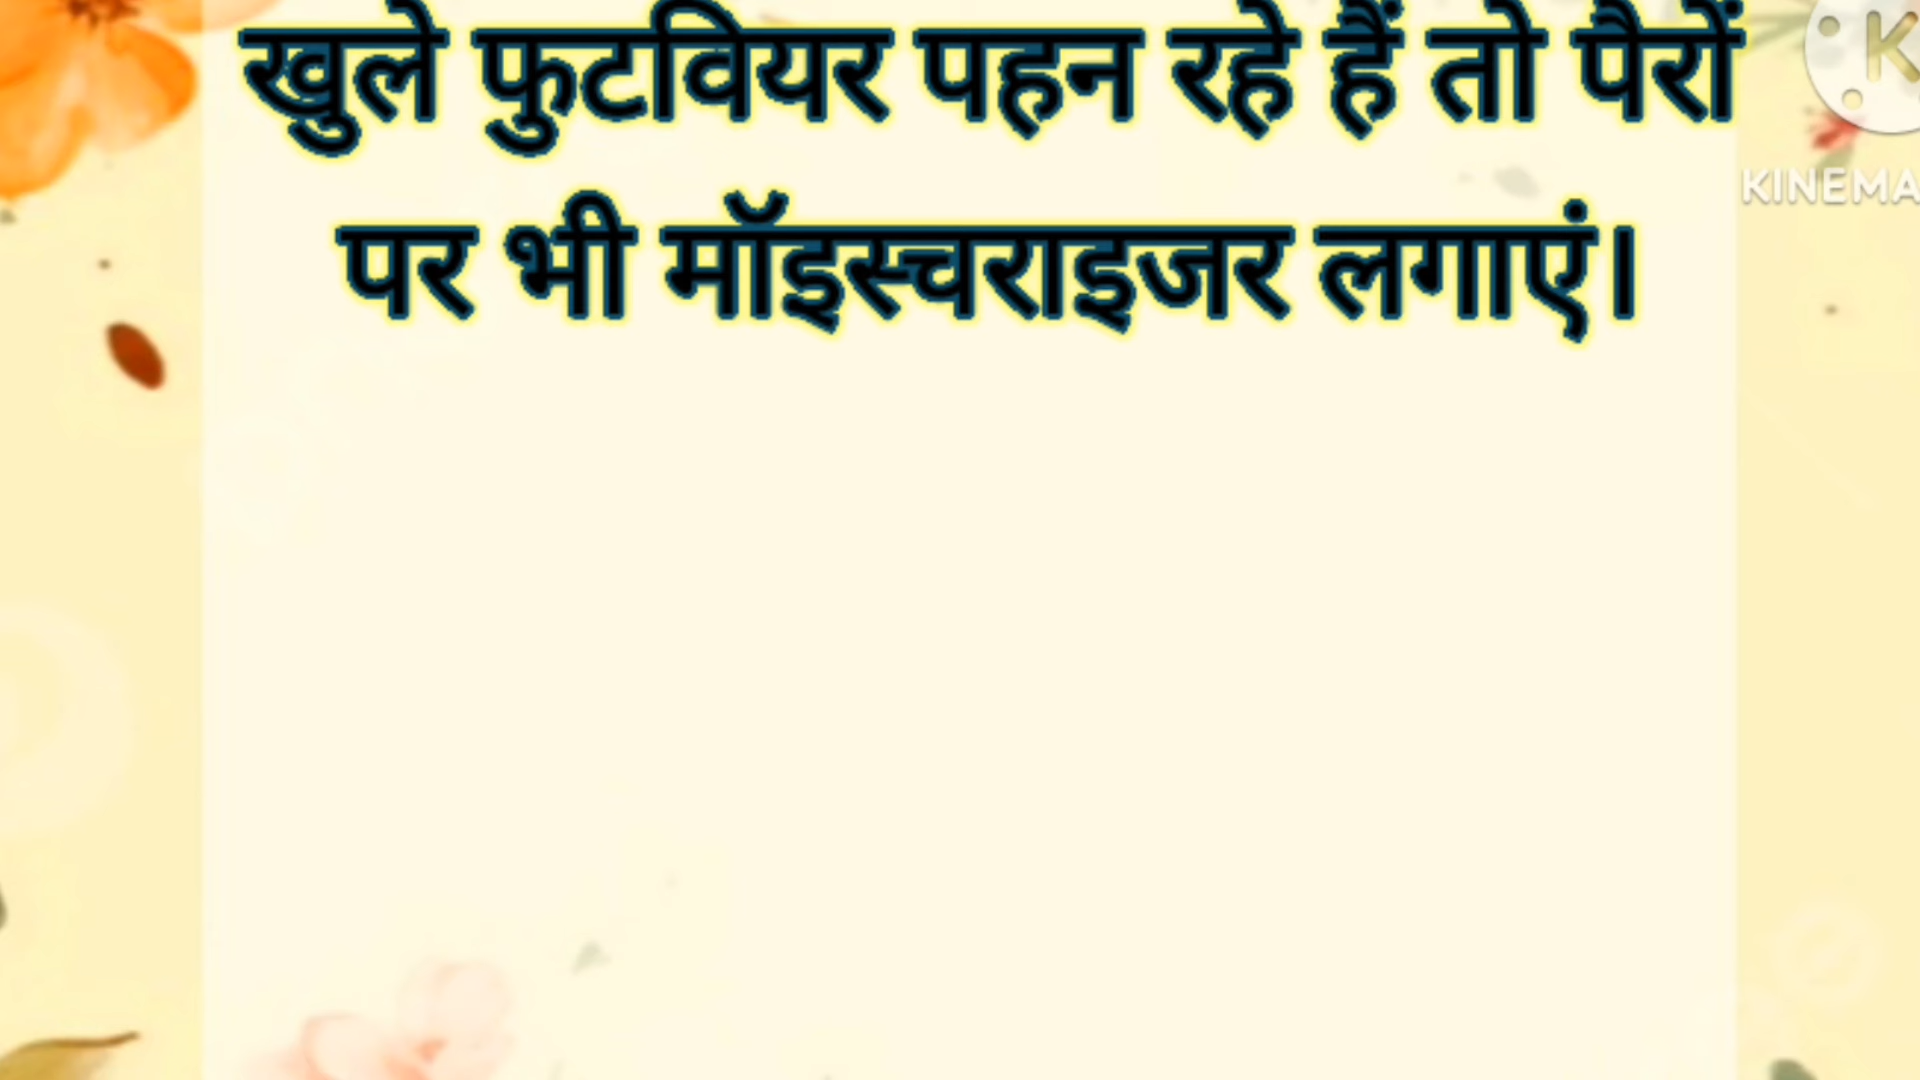 खुले फुटवियर पहन रहे हैं तो पैरों
पर भी मॉइस्चराइजर लगाएं।
K
KINEMA